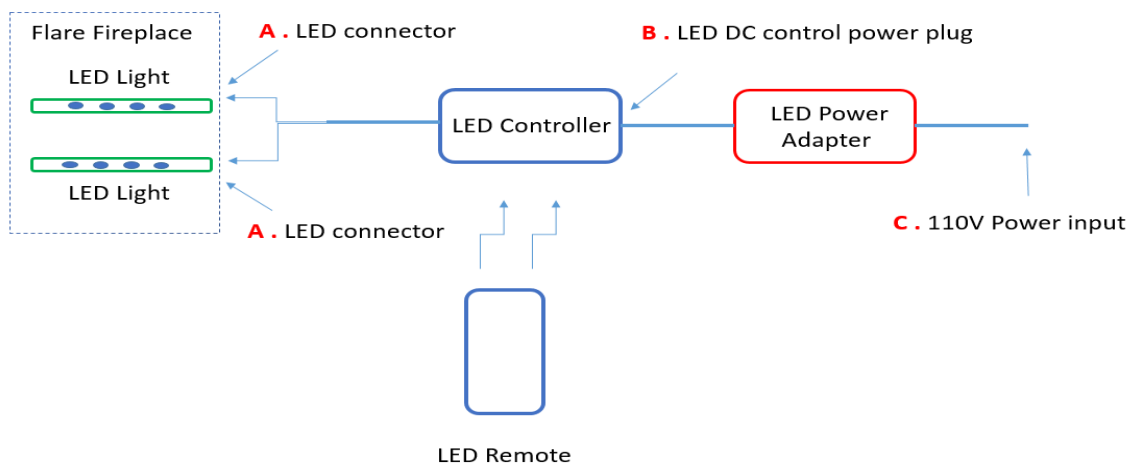 Flare Fireplace
A . LED connector
B . LED DC control power plug
LED Light
LED Controller
LED Power
Adapter
LED Light
A . LED connector
C . 110V Power input
LED Remote